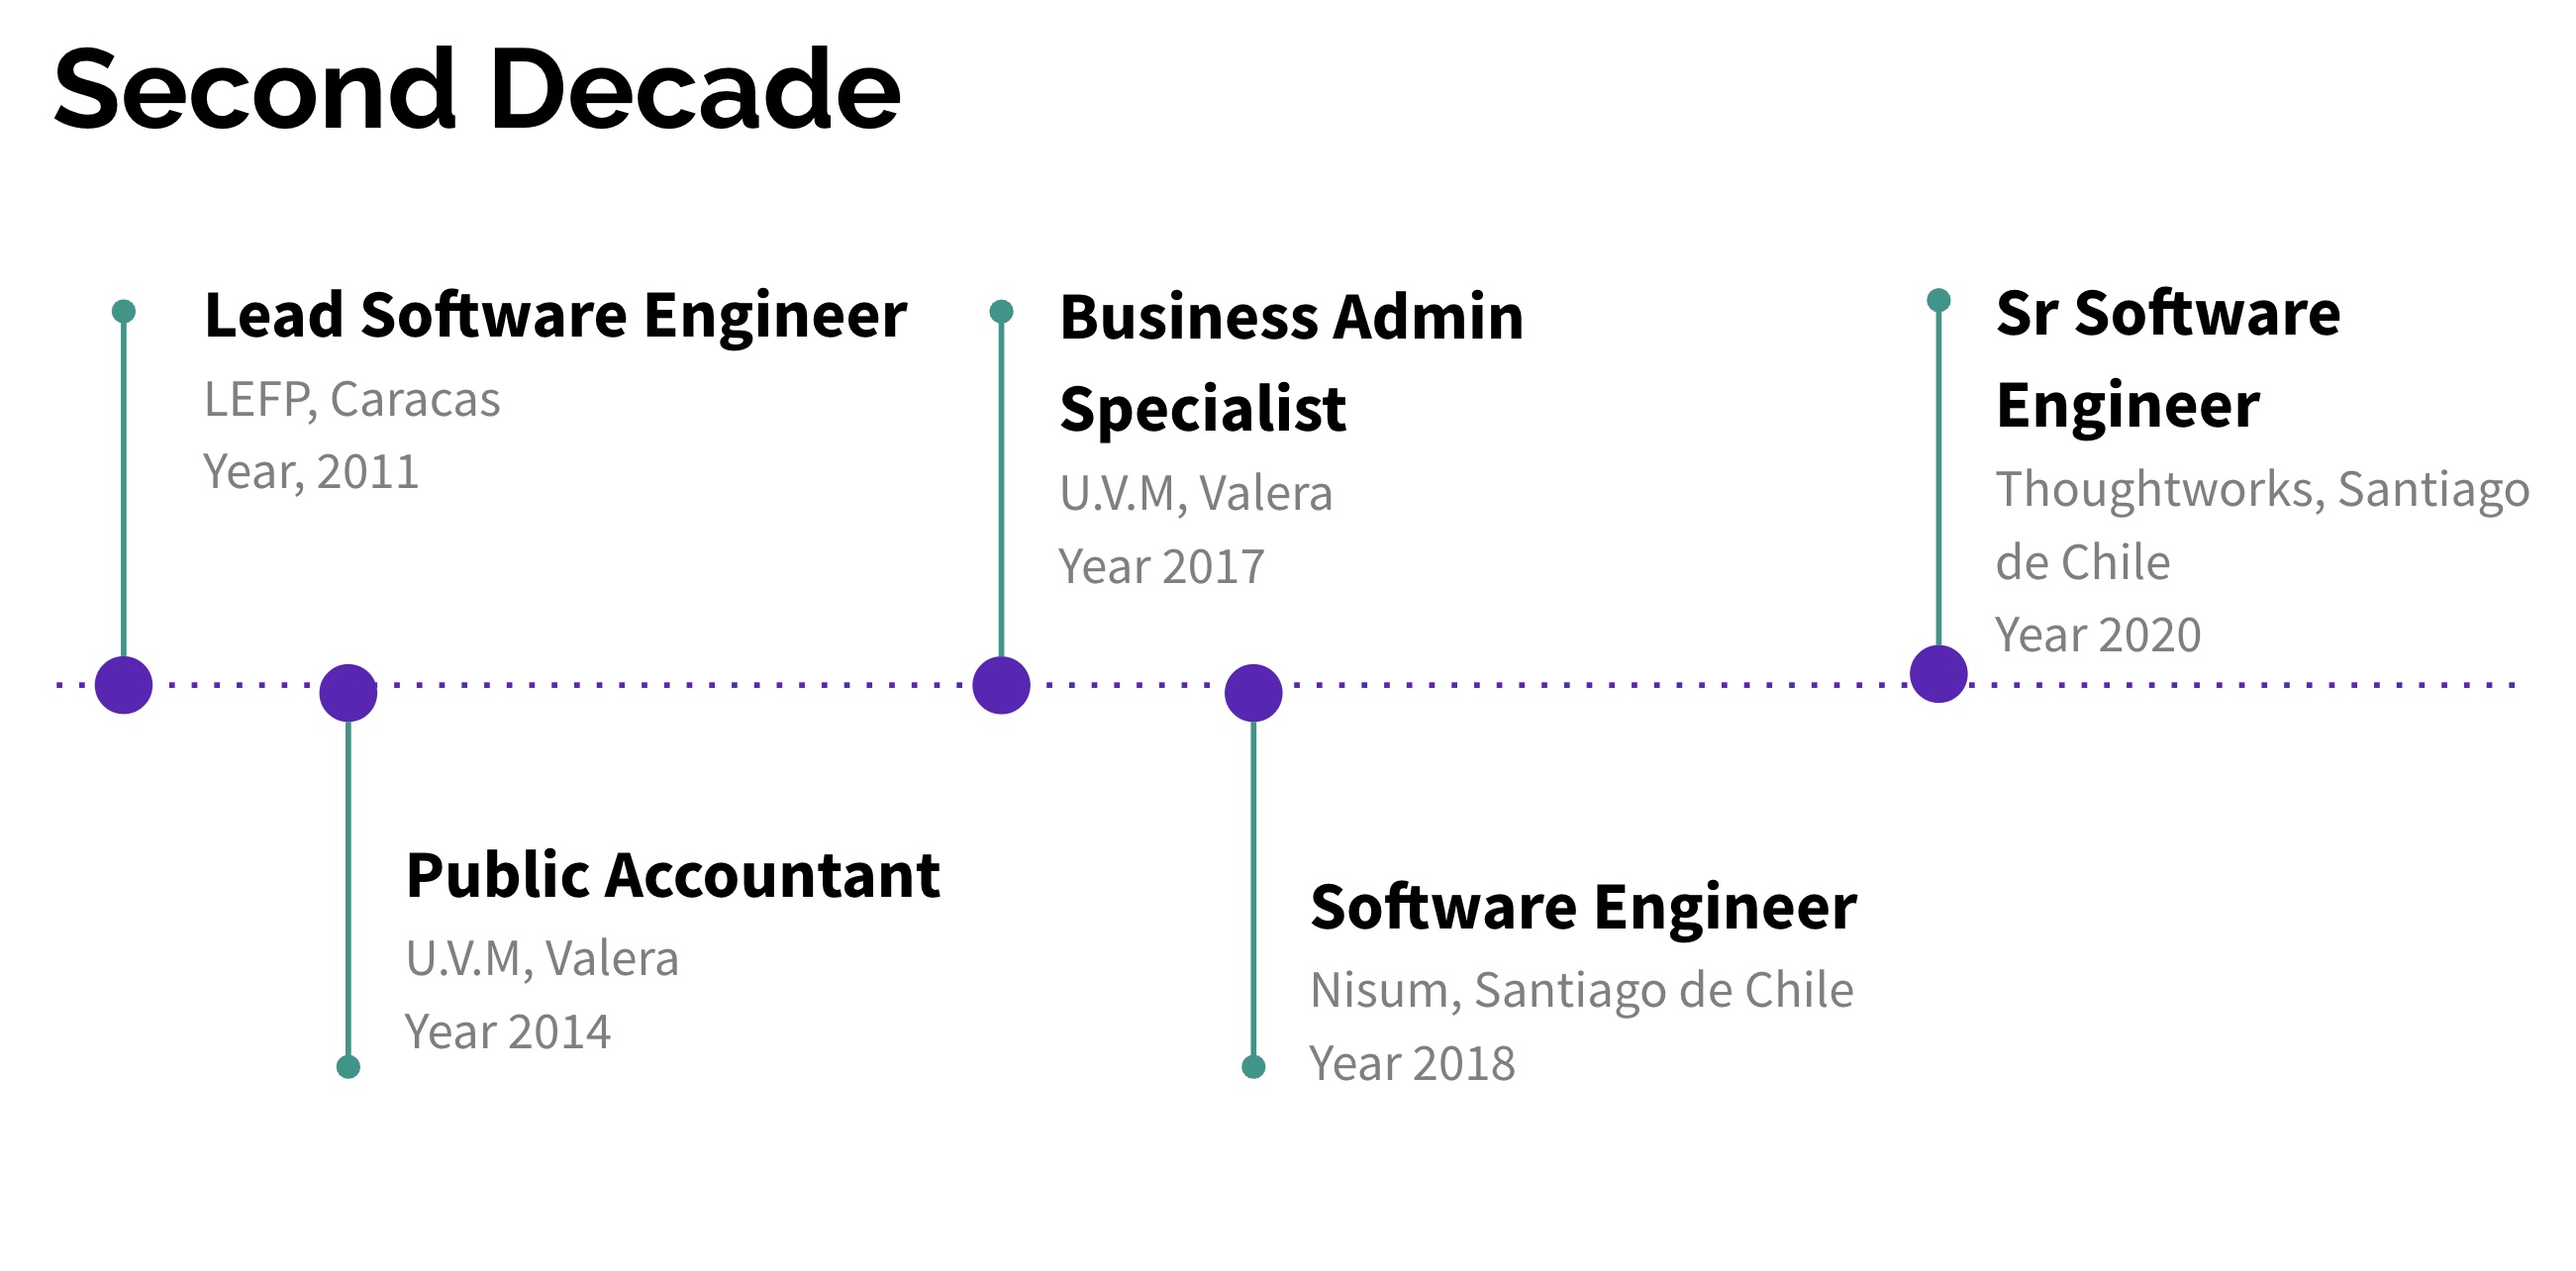 Second Decade
Lead Software Engineer
LEFP, Caracas
Year, 2011
Business Admin
Specialist
U.V.M, Valera
Year 2017
Sr Software
Engineer
Thoughtworks, Santiago
de Chile
Year 2020
Public Accountant
U.V.M, Valera
Year 2014
Software Engineer
Nisum, Santiago de Chile
Year 2018